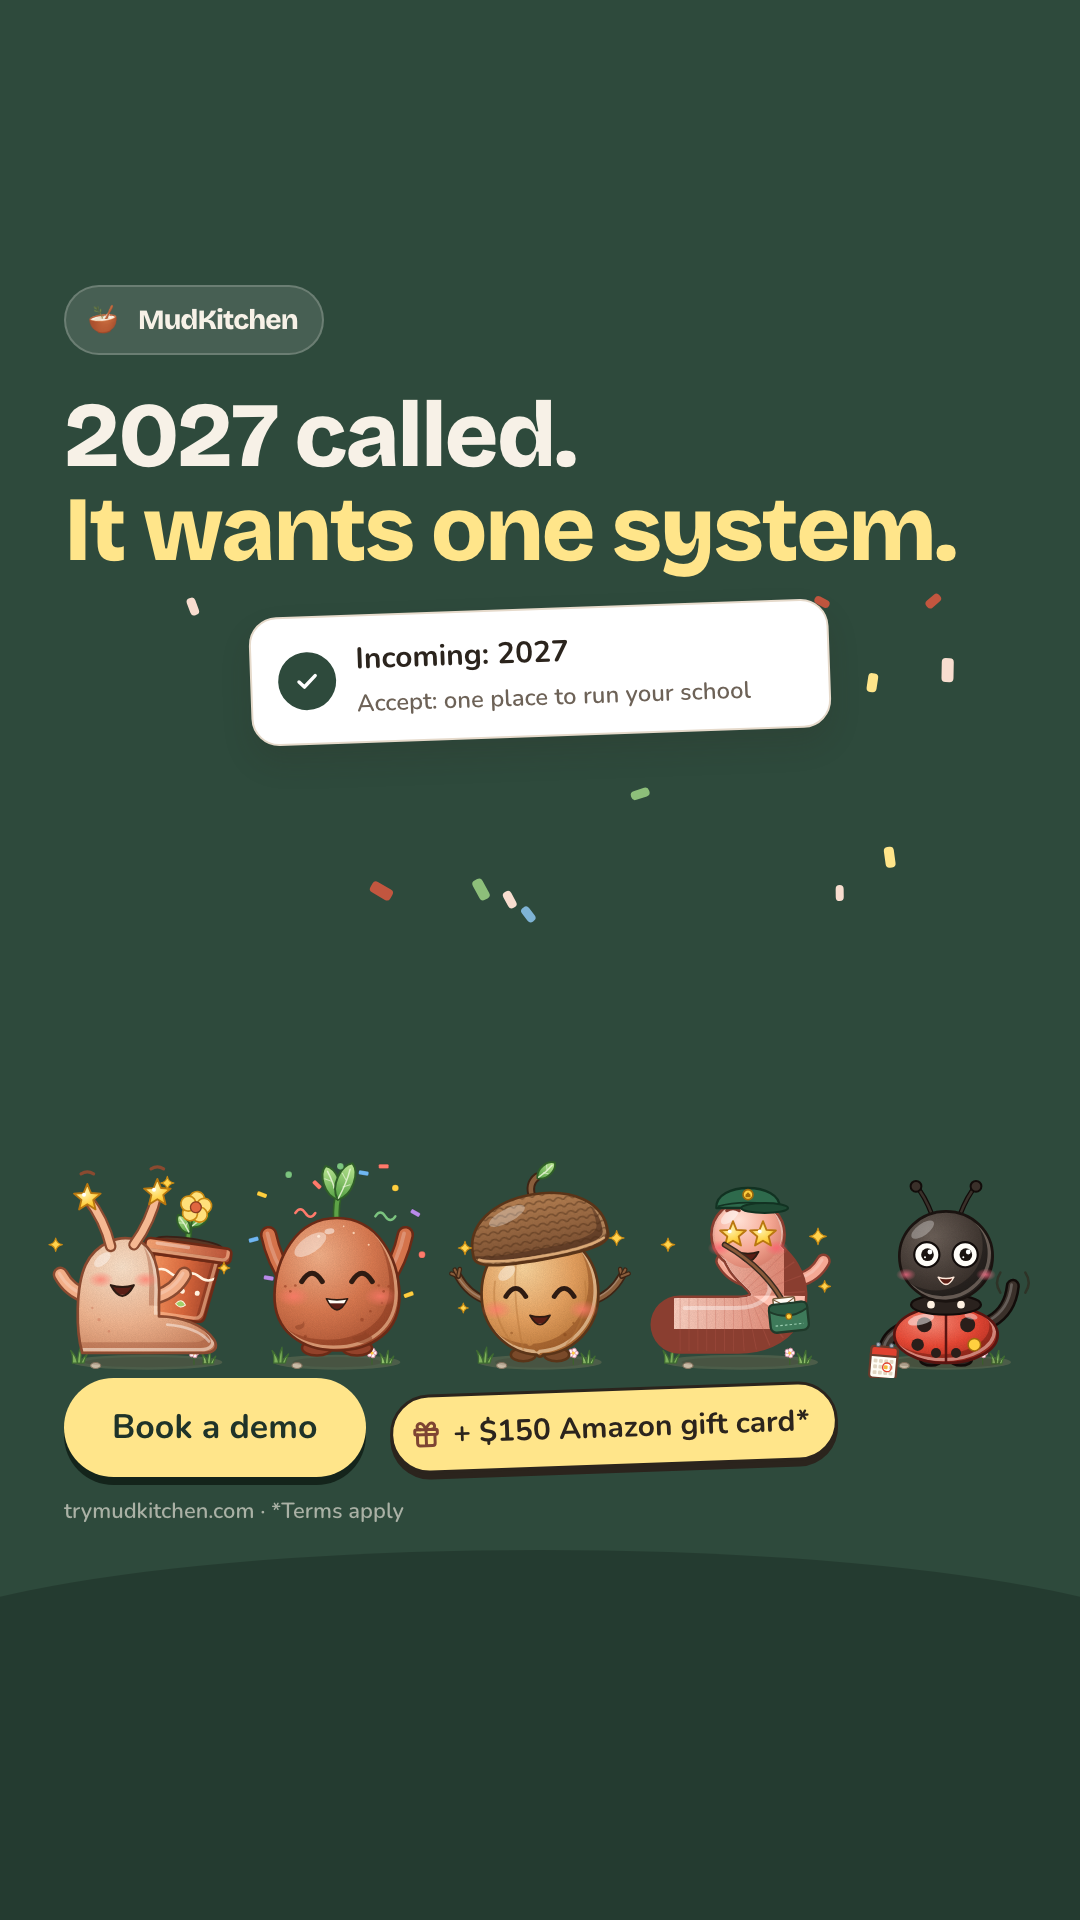 MudKitchen
2027 called.
It wants one system.
Incoming: 2027
Accept: one place to run your school
Book a demo
+ $150 Amazon gift card*
trymudkitchen.com · *Terms apply